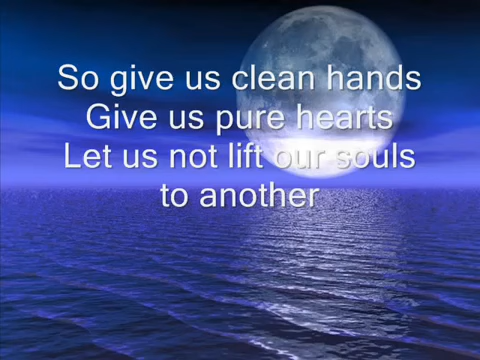 So give us clean hands
Give us pure hearts
Let us not lift our souls
to another